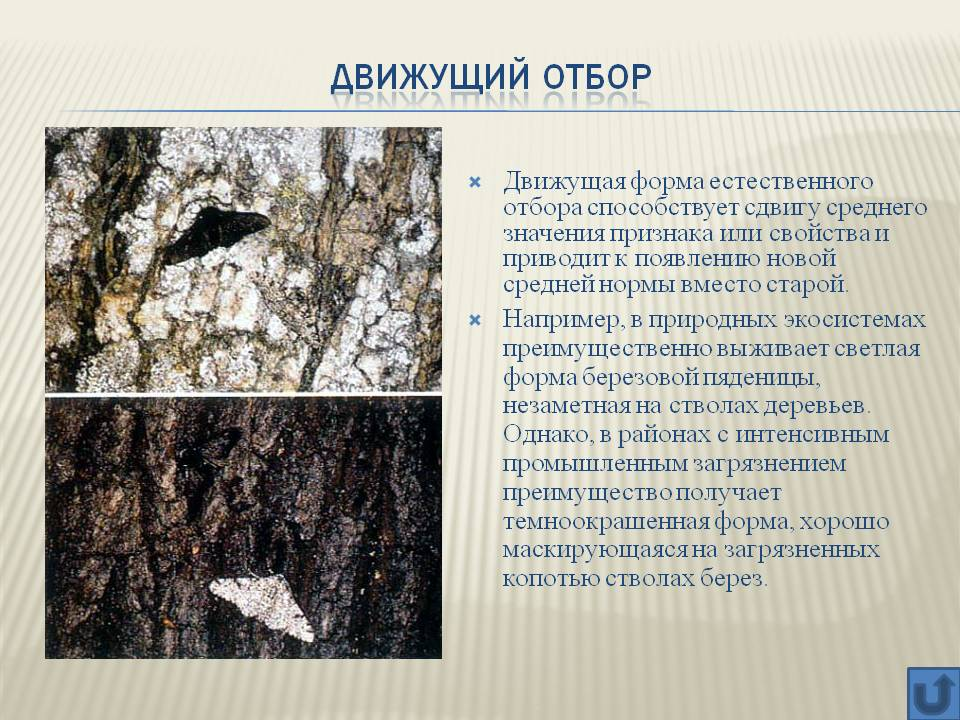 ДВИЖУЩИЙ ОТБОР
Движущая форма естественного
отбора способствует сдвигу среднего
значения признака или свойства и
приводит к появлению новой
средней нормы вместо старой.
Например, в природных экосистемах
преимущественно выживает светлая
форма березовой пяденицы,
незаметная на стволах деревьев.
Однако, в районах с интенсивным
промышленным загрязнением
преимущество получает
темноокрашенная форма, хорошо
маскирующаяся на загрязненных
копотью стволах берез.